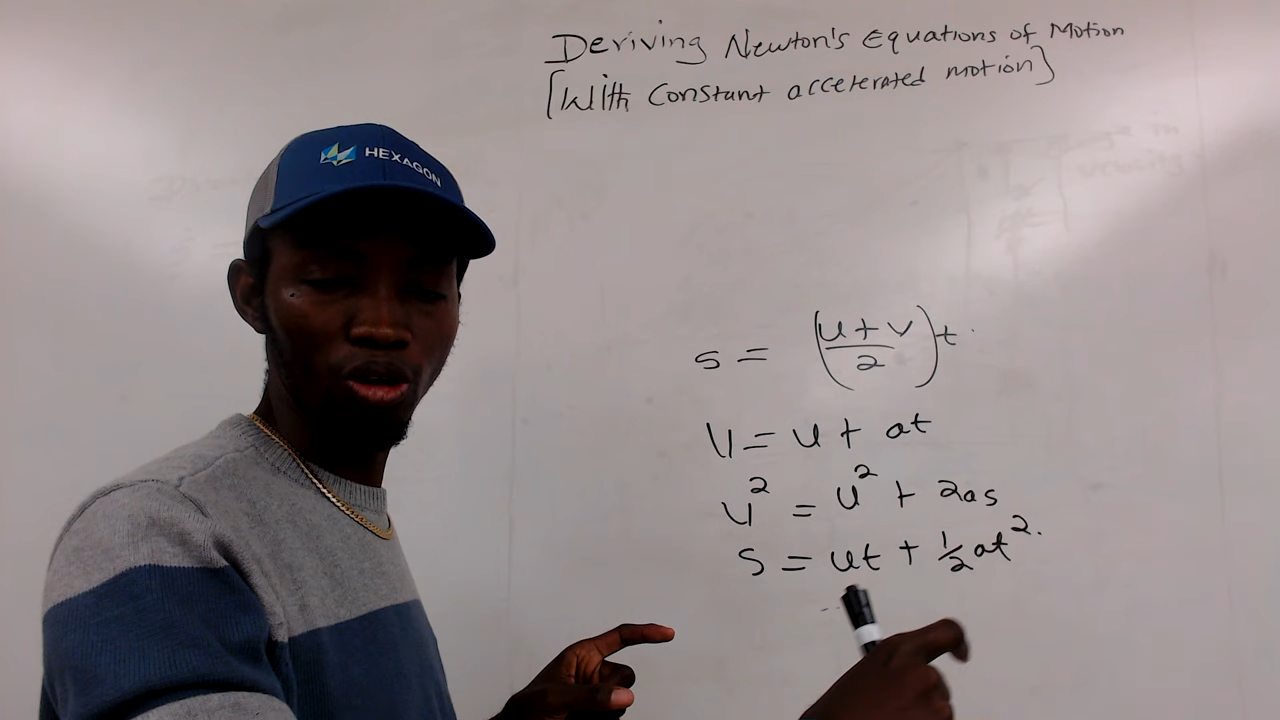 Deriving Newton's Equations of Motion
[With constant accelerated motion]
HEXAGON
s = (u + v / 2) t.
v = u + at
v² = u² + 2as
s = ut + ½at².